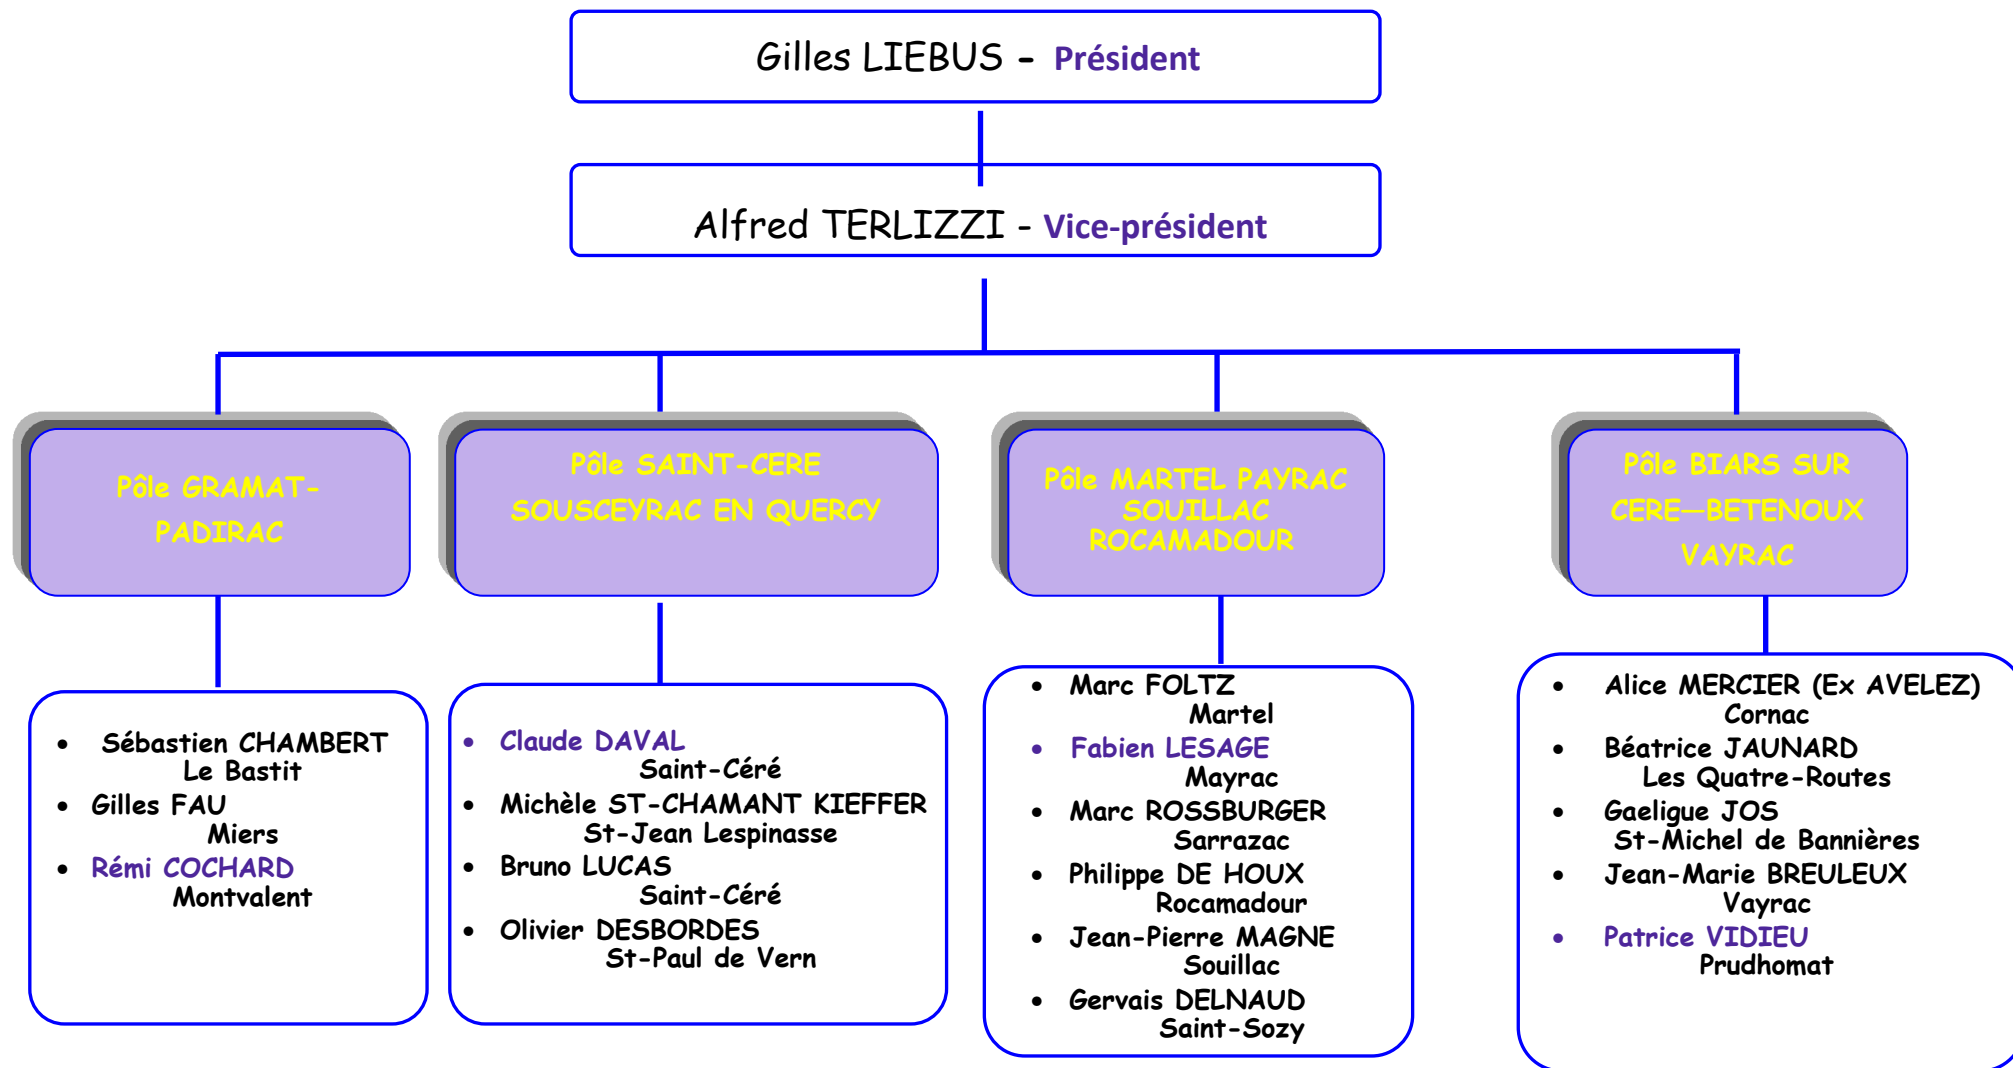 Gilles LIEBUS - Président
Alfred TERLIZZI - Vice-président
Pôle GRAMAT-
PADIRAC
• Sébastien CHAMBERT
Le Bastit
• Gilles FAU
Miers
• Rémi COCHARD
Montvalent
Pôle SAINT-CERE
SOUSCEYRAC EN QUERCY
• Claude DAVAL
Saint-Céré
• Michèle ST-CHAMANT KIEFFER
St-Jean Lespinasse
• Bruno LUCAS
Saint-Céré
• Olivier DESBORDES
St-Paul de Vern
Pôle MARTEL PAYRAC
SOUILLAC
ROCAMADOUR
• Marc FOLTZ
Martel
• Fabien LESAGE
Mayrac
• Marc ROSSBURGER
Sarrazac
• Philippe DE HOUX
Rocamadour
• Jean-Pierre MAGNE
Souillac
• Gervais DELNAUD
Saint-Sozy
Pôle BIARS SUR
CERE—BETENOUX
VAYRAC
• Alice MERCIER (Ex AVELEZ)
Cornac
• Béatrice JAUNARD
Les Quatre-Routes
• Gaeligue JOS
St-Michel de Bannières
• Jean-Marie BREULEUX
Vayrac
• Patrice VIDIEU
Prudhomat